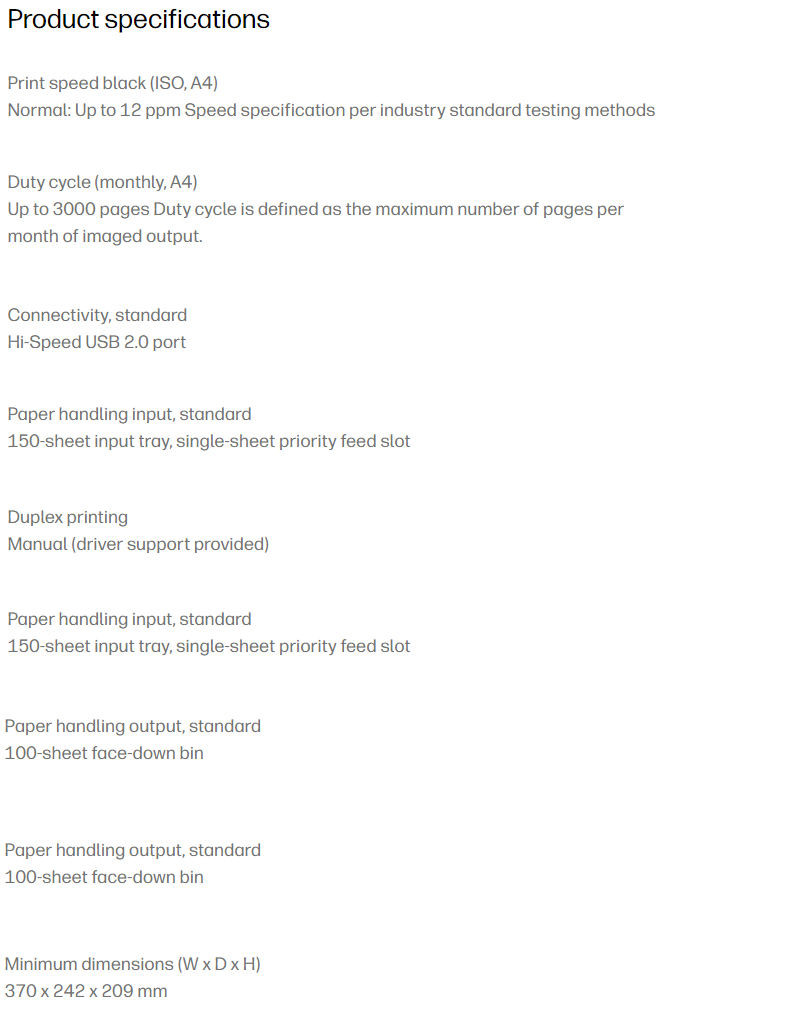 Product specifications
Print speed black (ISO, A4)
Normal: Up to 12 ppm Speed specification per industry standard testing methods
Duty cycle (monthly, A4)
Up to 3000 pages Duty cycle is defined as the maximum number of pages per
month of imaged output.
Connectivity, standard
Hi-Speed USB 2.0 port
Paper handling input, standard
150-sheet input tray, single-sheet priority feed slot
Duplex printing
Manual (driver support provided)
Paper handling input, standard
150-sheet input tray, single-sheet priority feed slot
Paper handling output, standard
100-sheet face-down bin
Paper handling output, standard
100-sheet face-down bin
Minimum dimensions (W x D x H)
370 x 242 x 209 mm